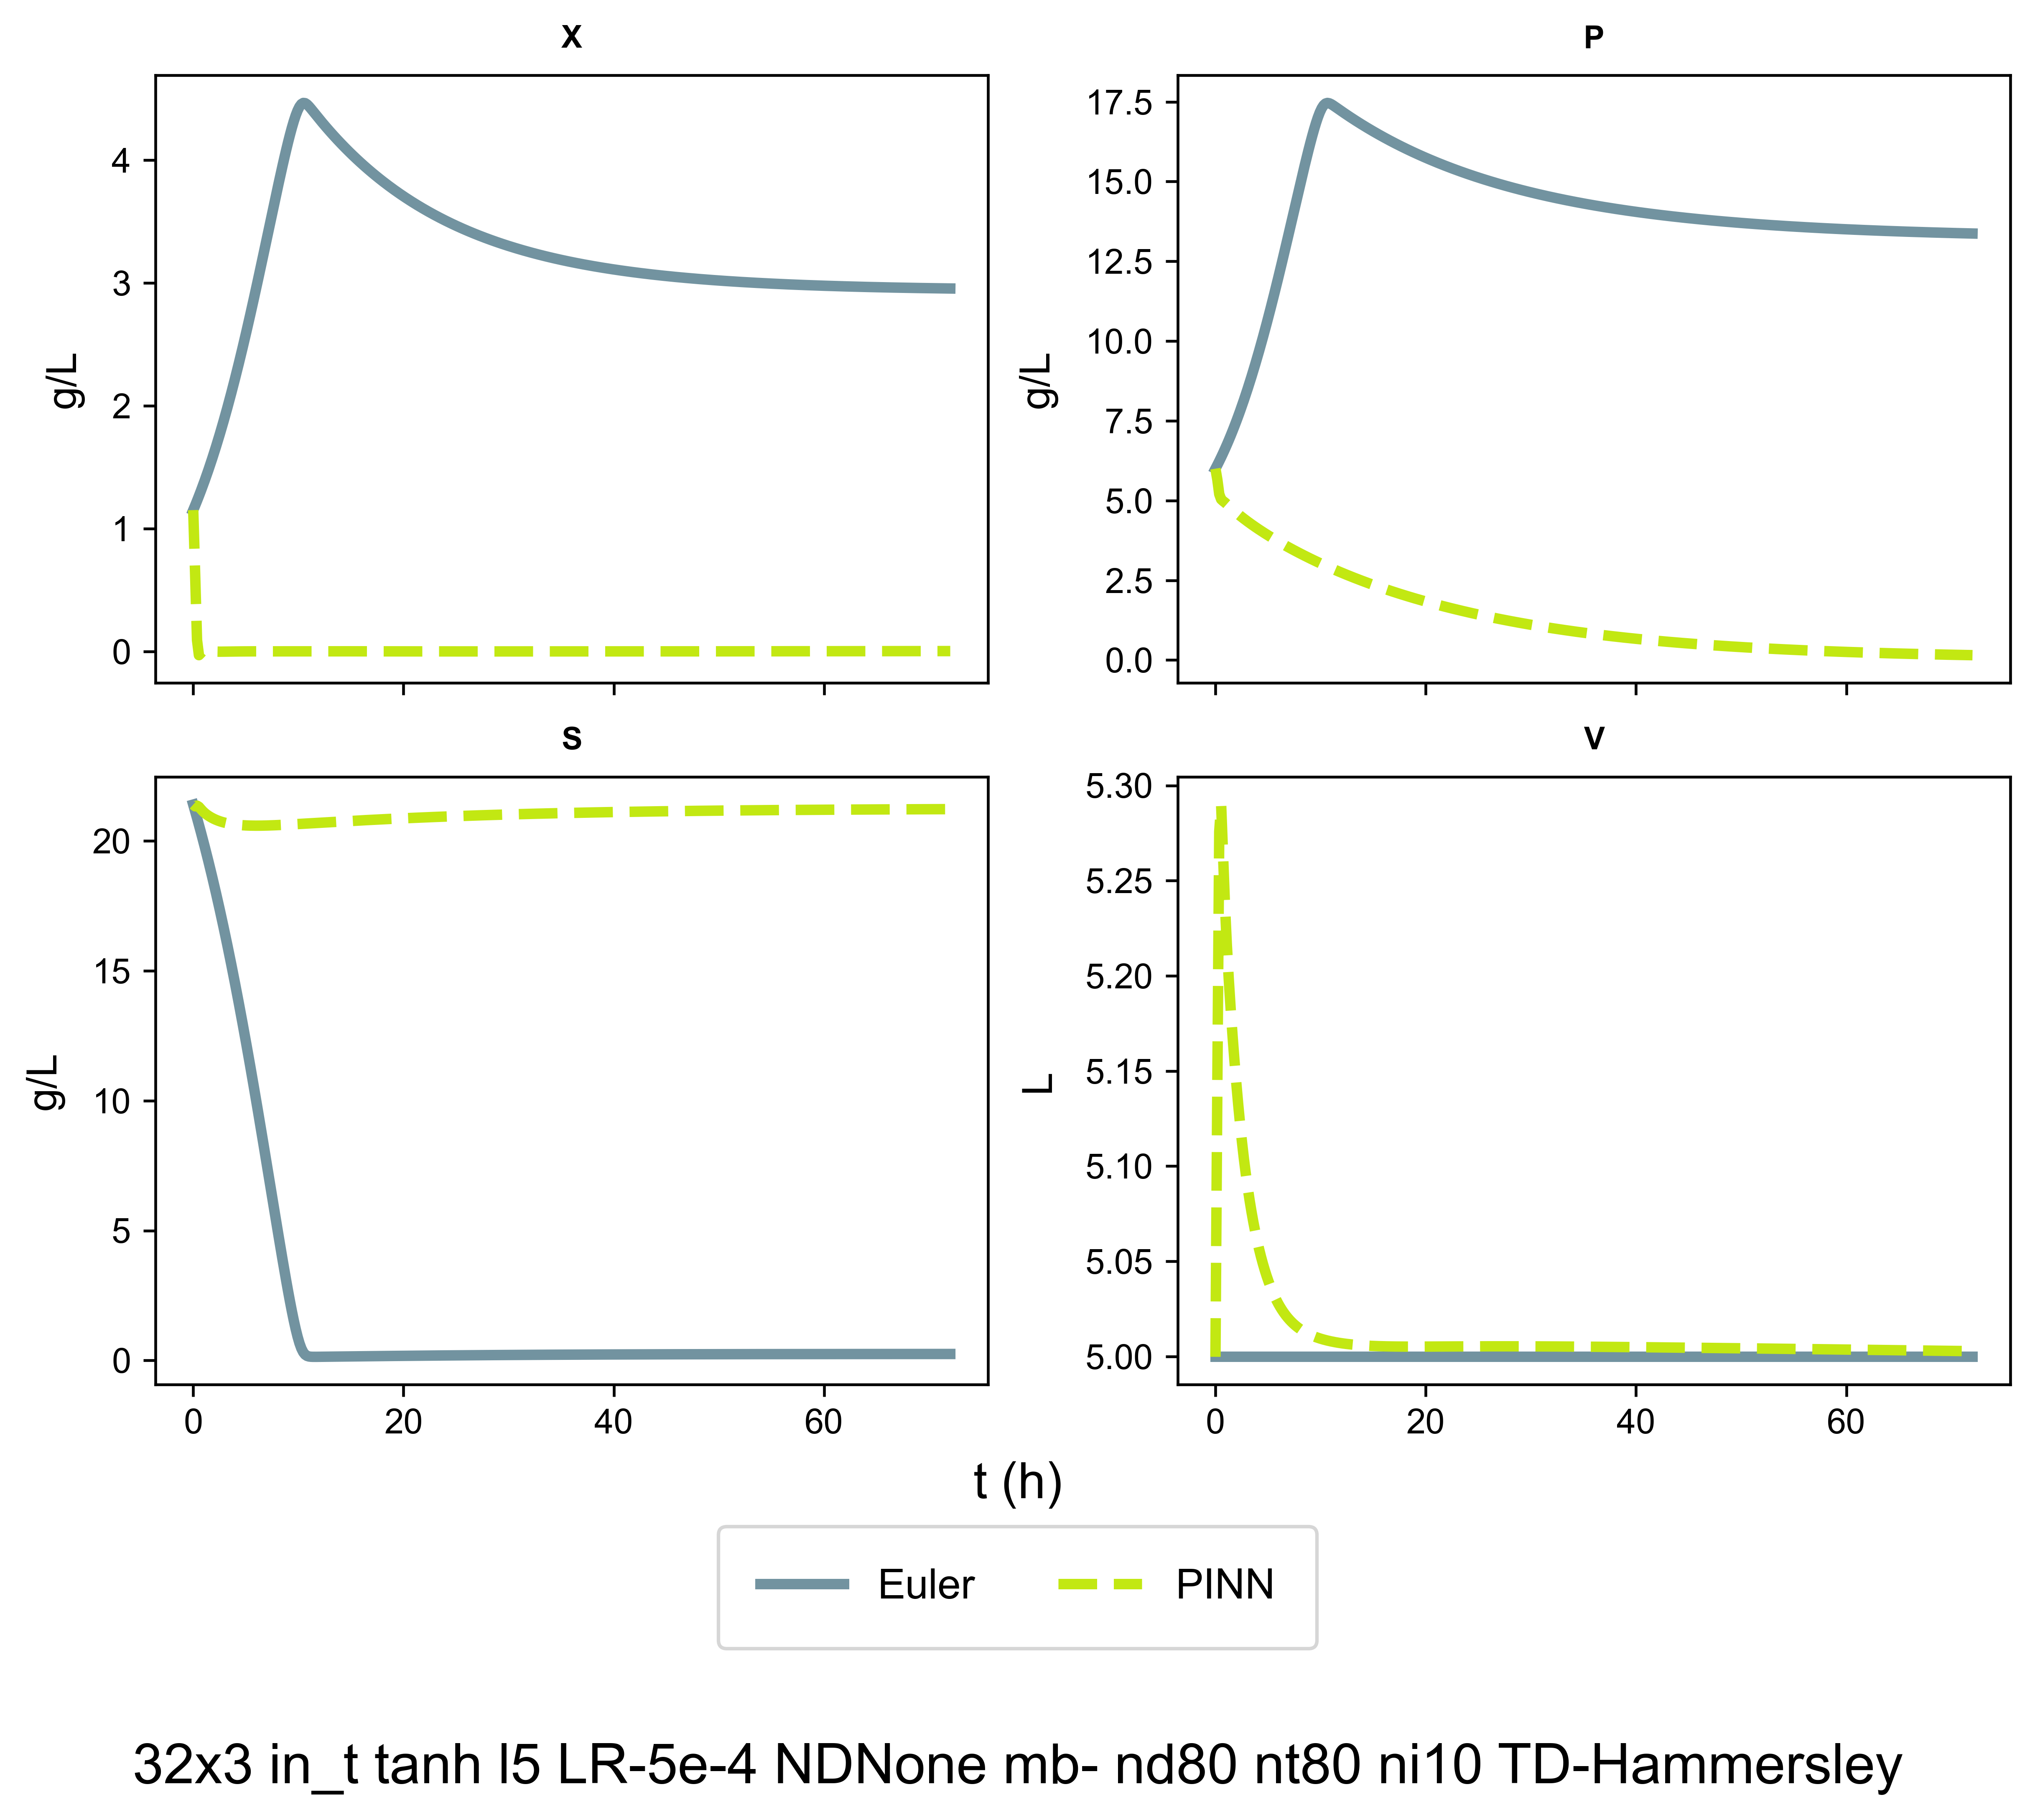 X
P
4
3
2
1
0
g/L
17.5
15.0
12.5
10.0
7.5
5.0
2.5
0.0
g/L
S
V
20
15
10
5
0
g/L
5.30
5.25
5.20
5.15
5.10
5.05
5.00
L
0 20 40 60
0 20 40 60
t (h)
Euler PINN
32x3 in_t tanh l5 LR-5e-4 NDNone mb- nd80 nt80 ni10 TD-Hammersley